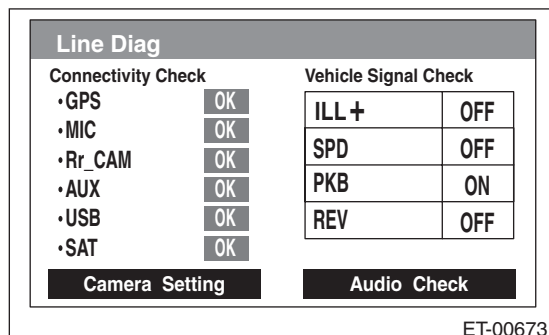 Line Diag
Connectivity Check
·GPS OK
·MIC OK
·Rr_CAM OK
·AUX OK
·USB OK
·SAT OK
Camera Setting
Vehicle Signal Check
ILL+ OFF
SPD OFF
PKB ON
REV OFF
Audio Check
ET-00673